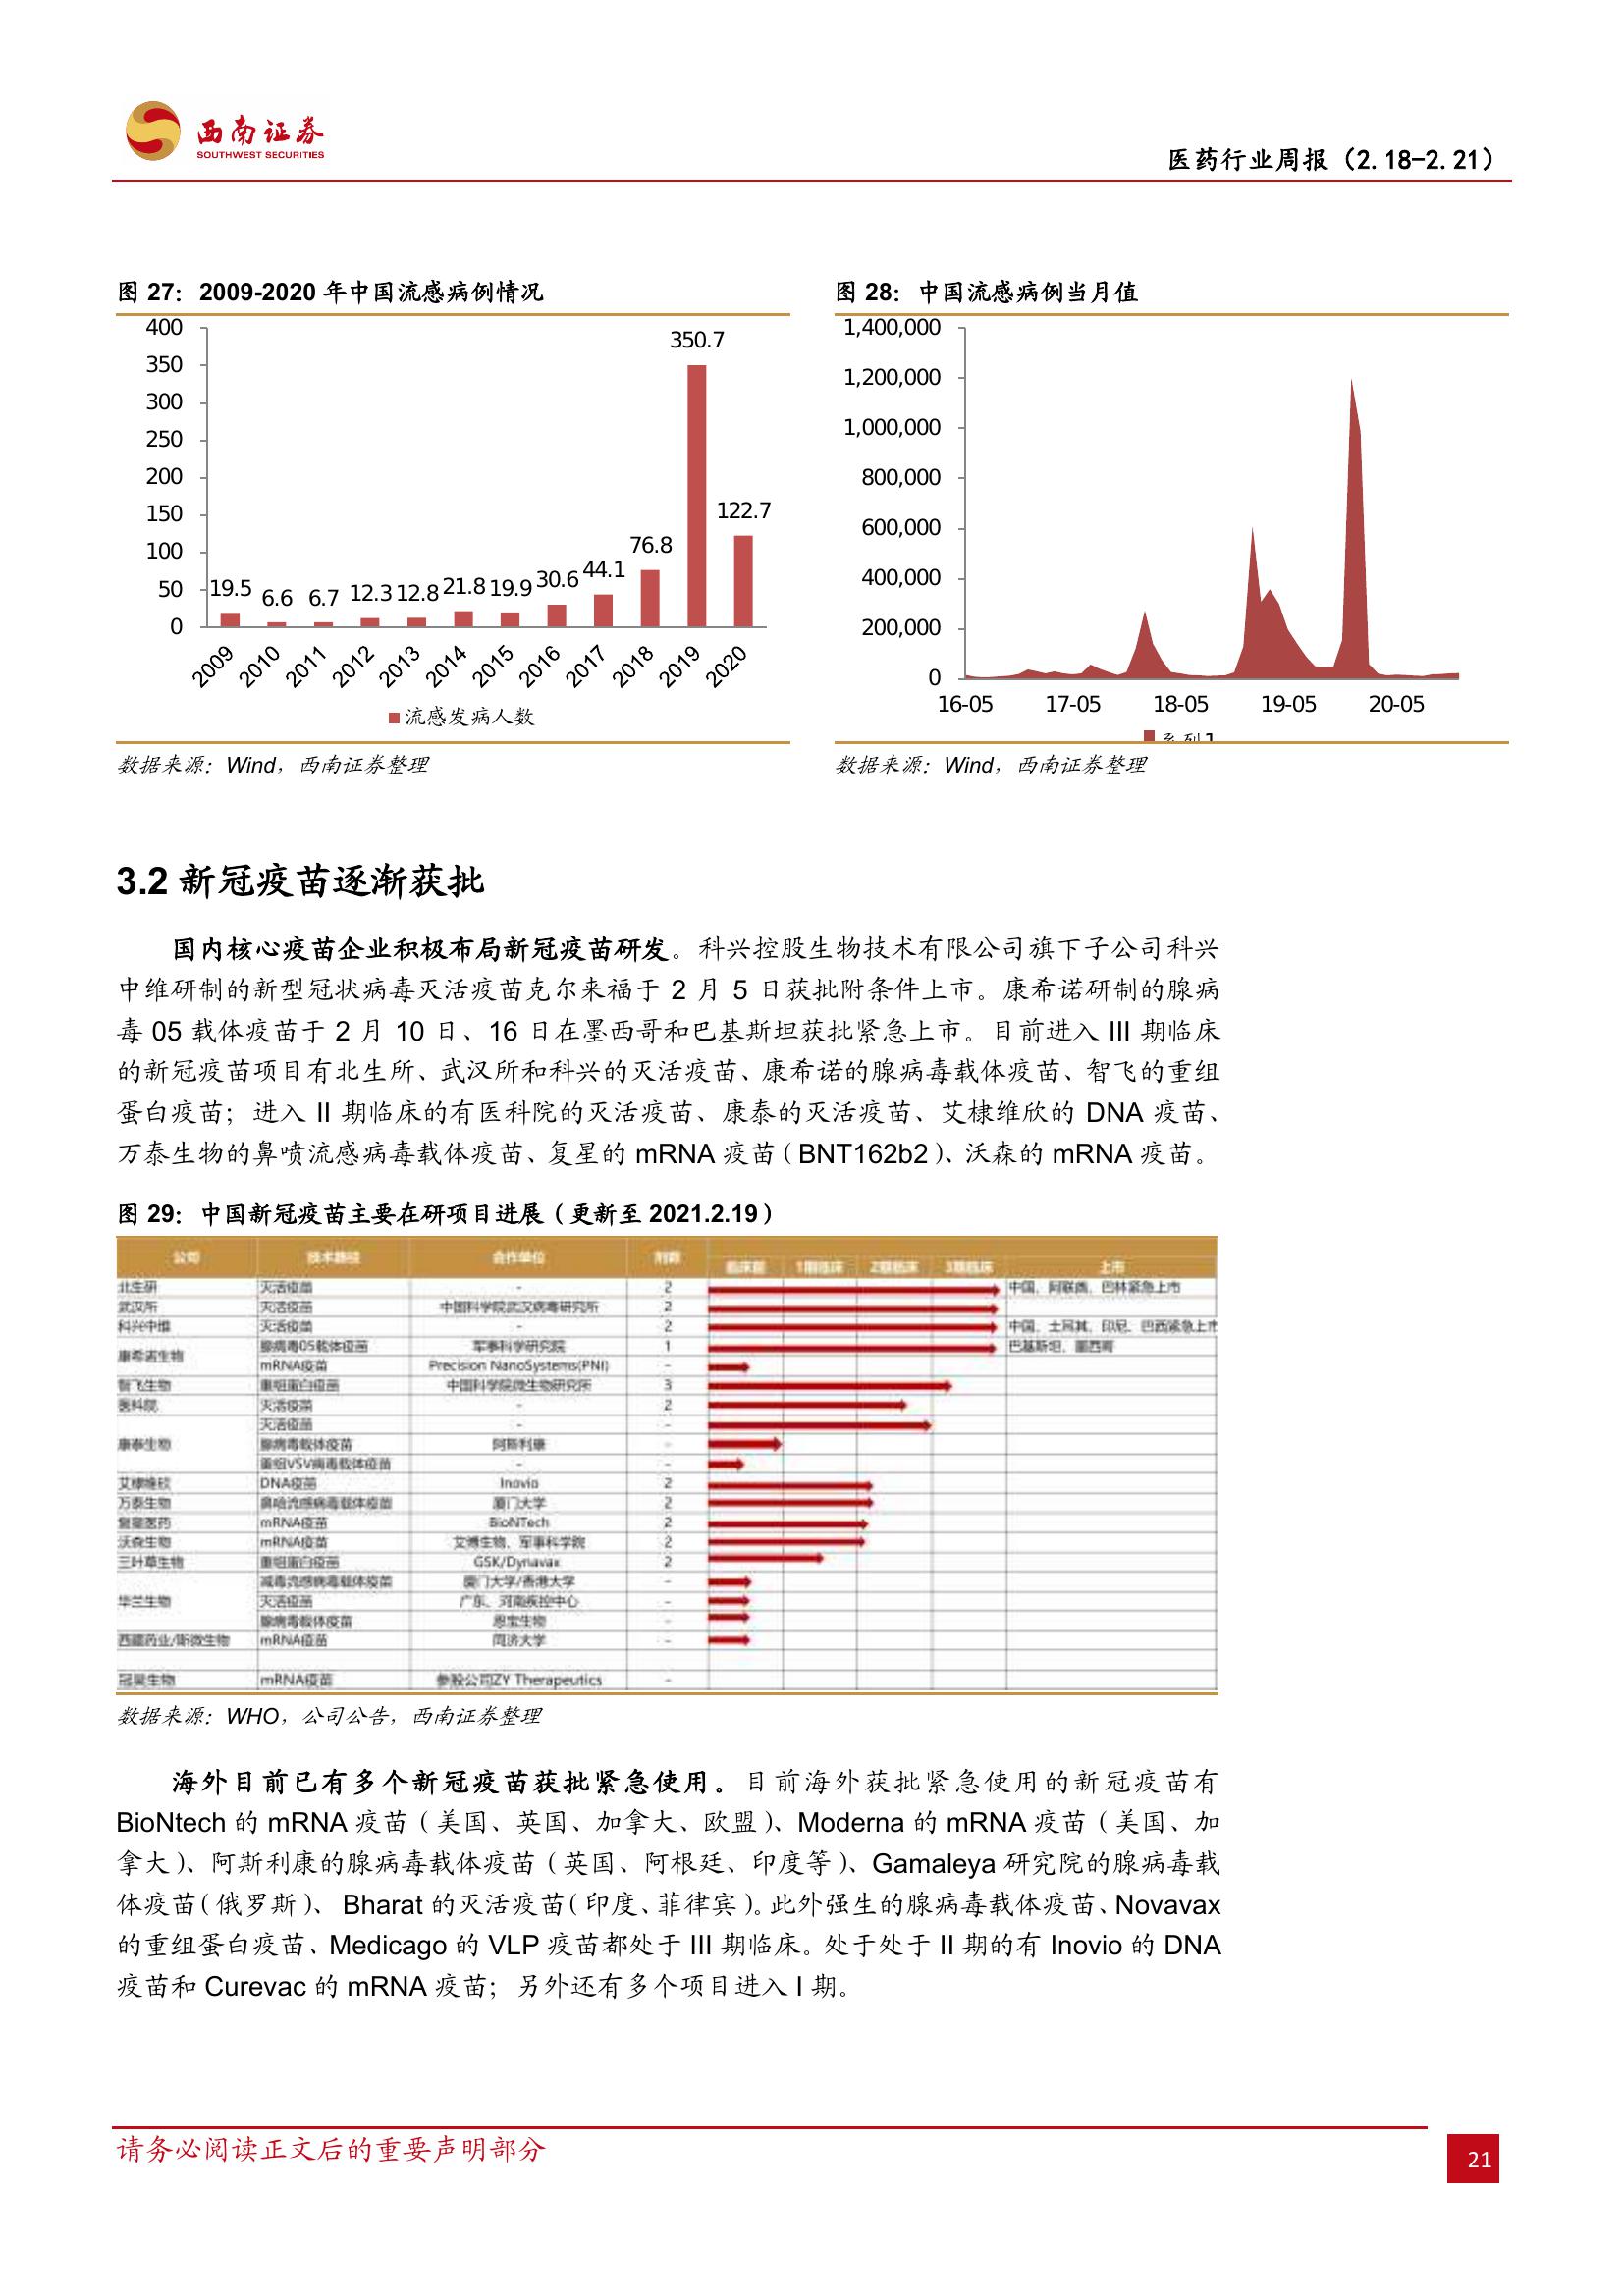 西南证券
SOUTHWEST SECURITIES
医药行业周报（2.18-2.21）
图 27：2009-2020 年中国流感病例情况
400
350
300
250
200
150
100
50
0
19.5
6.6
6.7
12.3
12.8
21.8
19.9
30.6
44.1
76.8
350.7
122.7
2009
2010
2011
2012
2013
2014
2015
2016
2017
2018
2019
2020
流感发病人数
数据来源：Wind，西南证券整理
图 28：中国流感病例当月值
1,400,000
1,200,000
1,000,000
800,000
600,000
400,000
200,000
0
16-05
17-05
18-05
19-05
20-05
系列1
数据来源：Wind，西南证券整理
3.2 新冠疫苗逐渐获批
国内核心疫苗企业积极布局新冠疫苗研发。科兴控股生物技术有限公司旗下子公司科兴
中维研制的新型冠状病毒灭活疫苗克尔来福于 2 月 5 日获批附条件上市。康希诺研制的腺病
毒 05 载体疫苗于 2 月 10 日、16 日在墨西哥和巴基斯坦获批紧急上市。目前进入 III 期临床
的新冠疫苗项目有北生所、武汉所和科兴的灭活疫苗、康希诺的腺病毒载体疫苗、智飞的重组
蛋白疫苗；进入 II 期临床的有医科院的灭活疫苗、康泰的灭活疫苗、艾棣维欣的 DNA 疫苗、
万泰生物的鼻喷流感病毒载体疫苗、复星的 mRNA 疫苗（BNT162b2）、沃森的 mRNA 疫苗。
图 29：中国新冠疫苗主要在研项目进展（更新至 2021.2.19）
公司 技术路径 合作单位 剂数 临床前 1期临床 2期临床 3期临床 上市
北生研 灭活疫苗 - 2 中国、阿联酋、巴林紧急上市
武汉所 灭活疫苗 中国科学院武汉病毒研究所 2
科兴中维 灭活疫苗 - 2 中国、土耳其、印尼、巴西紧急上市
康希诺生物 腺病毒05载体疫苗 军事科学研究院 1 巴基斯坦、墨西哥
mRNA疫苗 Precision NanoSystems(PNI) -
智飞生物 重组蛋白疫苗 中国科学院微生物研究所 3
医科院 灭活疫苗 - 2
灭活疫苗 - -
康泰生物 腺病毒载体疫苗 阿斯利康 -
重组VSV病毒载体疫苗 - -
艾棣维欣 DNA疫苗 Inovio 2
万泰生物 鼻喷流感病毒载体疫苗 厦门大学 2
复星医药 mRNA疫苗 BioNTech 2
沃森生物 mRNA疫苗 艾博生物、军事科学院 2
三叶草生物 重组蛋白疫苗 GSK/Dynavax 2
减毒流感病毒载体疫苗 厦门大学/香港大学 -
华兰生物 灭活疫苗 广东、河南疾控中心 -
腺病毒载体疫苗 恩宝生物 -
西藏药业/斯微生物 mRNA疫苗 同济大学 -
冠昊生物 mRNA疫苗 参股公司ZY Therapeutics -
数据来源：WHO，公司公告，西南证券整理
海外目前已有多个新冠疫苗获批紧急使用。目前海外获批紧急使用的新冠疫苗有
BioNtech 的 mRNA 疫苗（美国、英国、加拿大、欧盟）、Moderna 的 mRNA 疫苗（美国、加
拿大）、阿斯利康的腺病毒载体疫苗（英国、阿根廷、印度等）、Gamaleya 研究院的腺病毒载
体疫苗（俄罗斯）、 Bharat 的灭活疫苗（印度、菲律宾）。此外强生的腺病毒载体疫苗、Novavax
的重组蛋白疫苗、Medicago 的 VLP 疫苗都处于 III 期临床。处于处于 II 期的有 Inovio 的 DNA
疫苗和 Curevac 的 mRNA 疫苗；另外还有多个项目进入 I 期。
请务必阅读正文后的重要声明部分
21